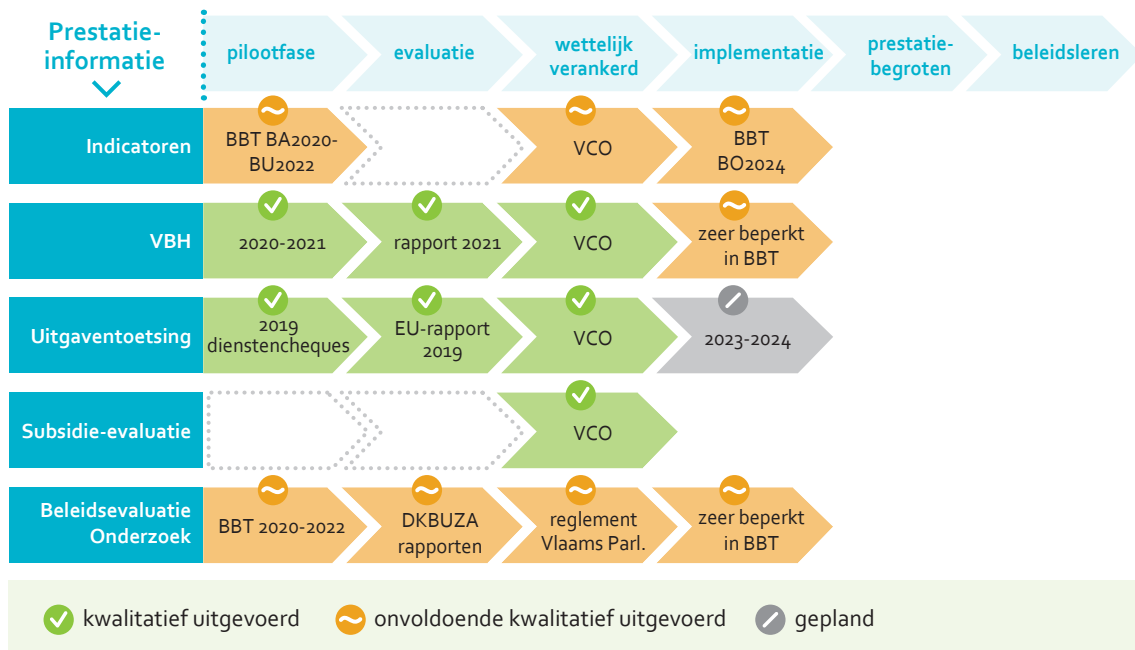 Prestatie-
informatie
pilootfase
evaluatie
wettelijk
verankerd
implementatie
prestatie-
begroten
beleidsleren
Indicatoren
BBT BA2020-
BU2022
VCO
BBT
BO2024
VBH
2020-2021
rapport 2021
VCO
zeer beperkt
in BBT
Uitgaventoetsing
2019
dienstencheques
EU-rapport
2019
VCO
2023-2024
Subsidie-evaluatie
VCO
Beleidsevaluatie
Onderzoek
BBT 2020-2022
DKBUZA
rapporten
reglement
Vlaams Parl.
zeer beperkt
in BBT
kwalitatief uitgevoerd
onvoldoende kwalitatief uitgevoerd
gepland